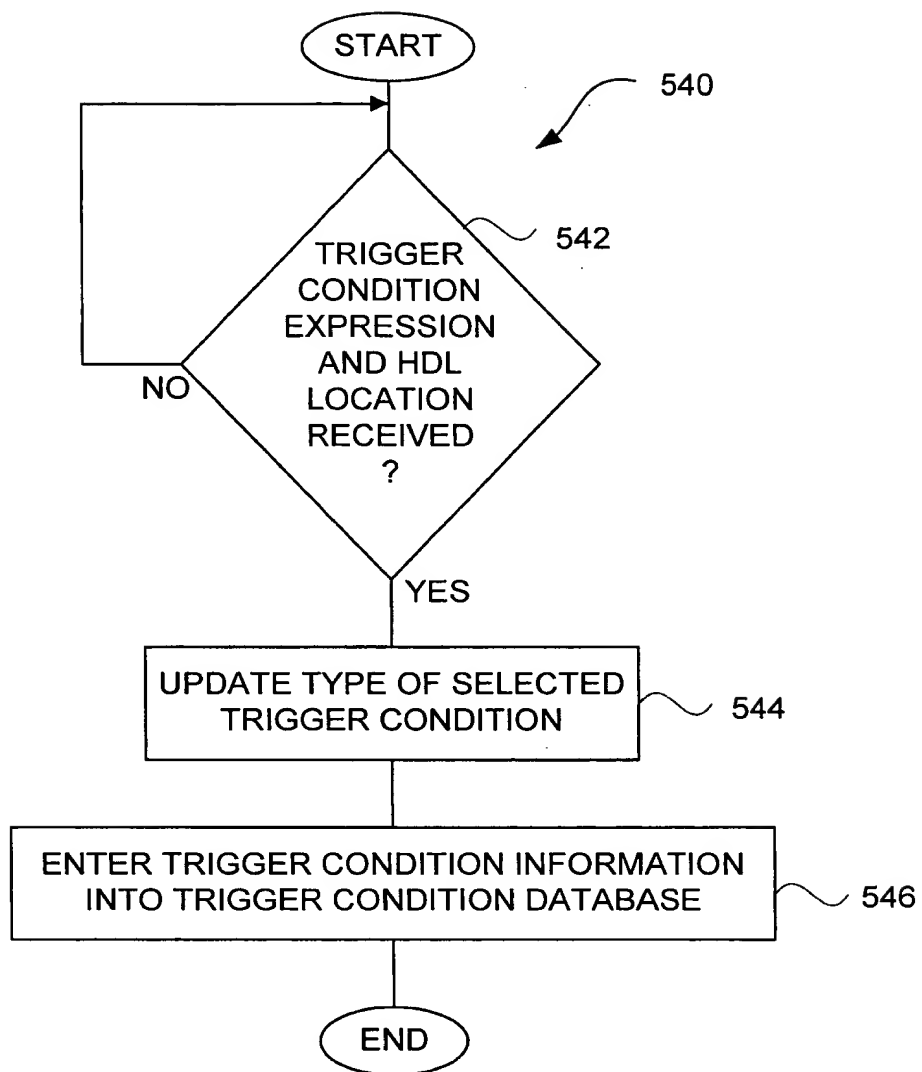 START
540
542
TRIGGER
CONDITION
EXPRESSION
AND HDL
LOCATION
RECEIVED
?
NO
YES
UPDATE TYPE OF SELECTED
TRIGGER CONDITION
544
ENTER TRIGGER CONDITION INFORMATION
INTO TRIGGER CONDITION DATABASE
546
END